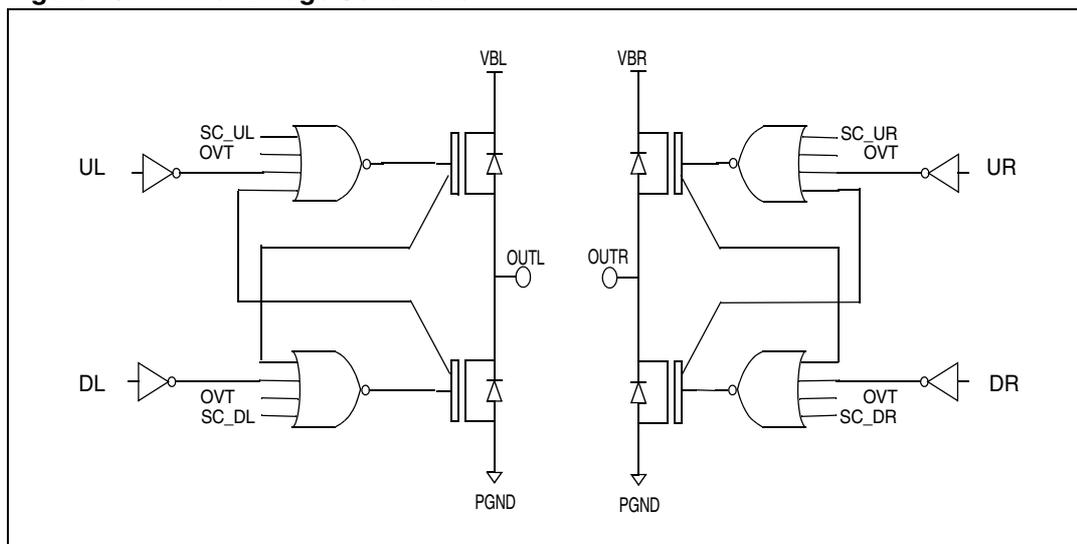 VBL VBR
SC_UL SC_UR
OVT OVT
UL UR
OUTL OUTR
DL DR
OVT OVT
SC_DL SC_DR
PGND PGND